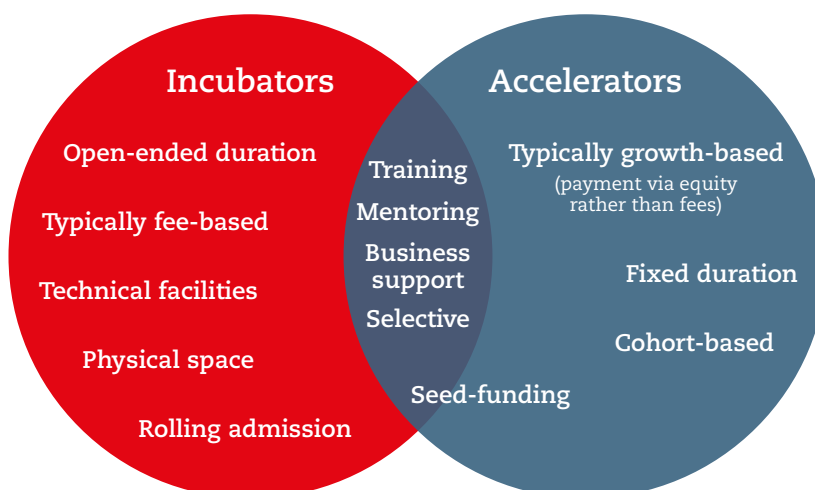 Incubators
Open-ended duration
Typically fee-based
Technical facilities
Physical space
Rolling admission
Training
Mentoring
Business
support
Selective
Seed-funding
Accelerators
Typically growth-based
(payment via equity
rather than fees)
Fixed duration
Cohort-based